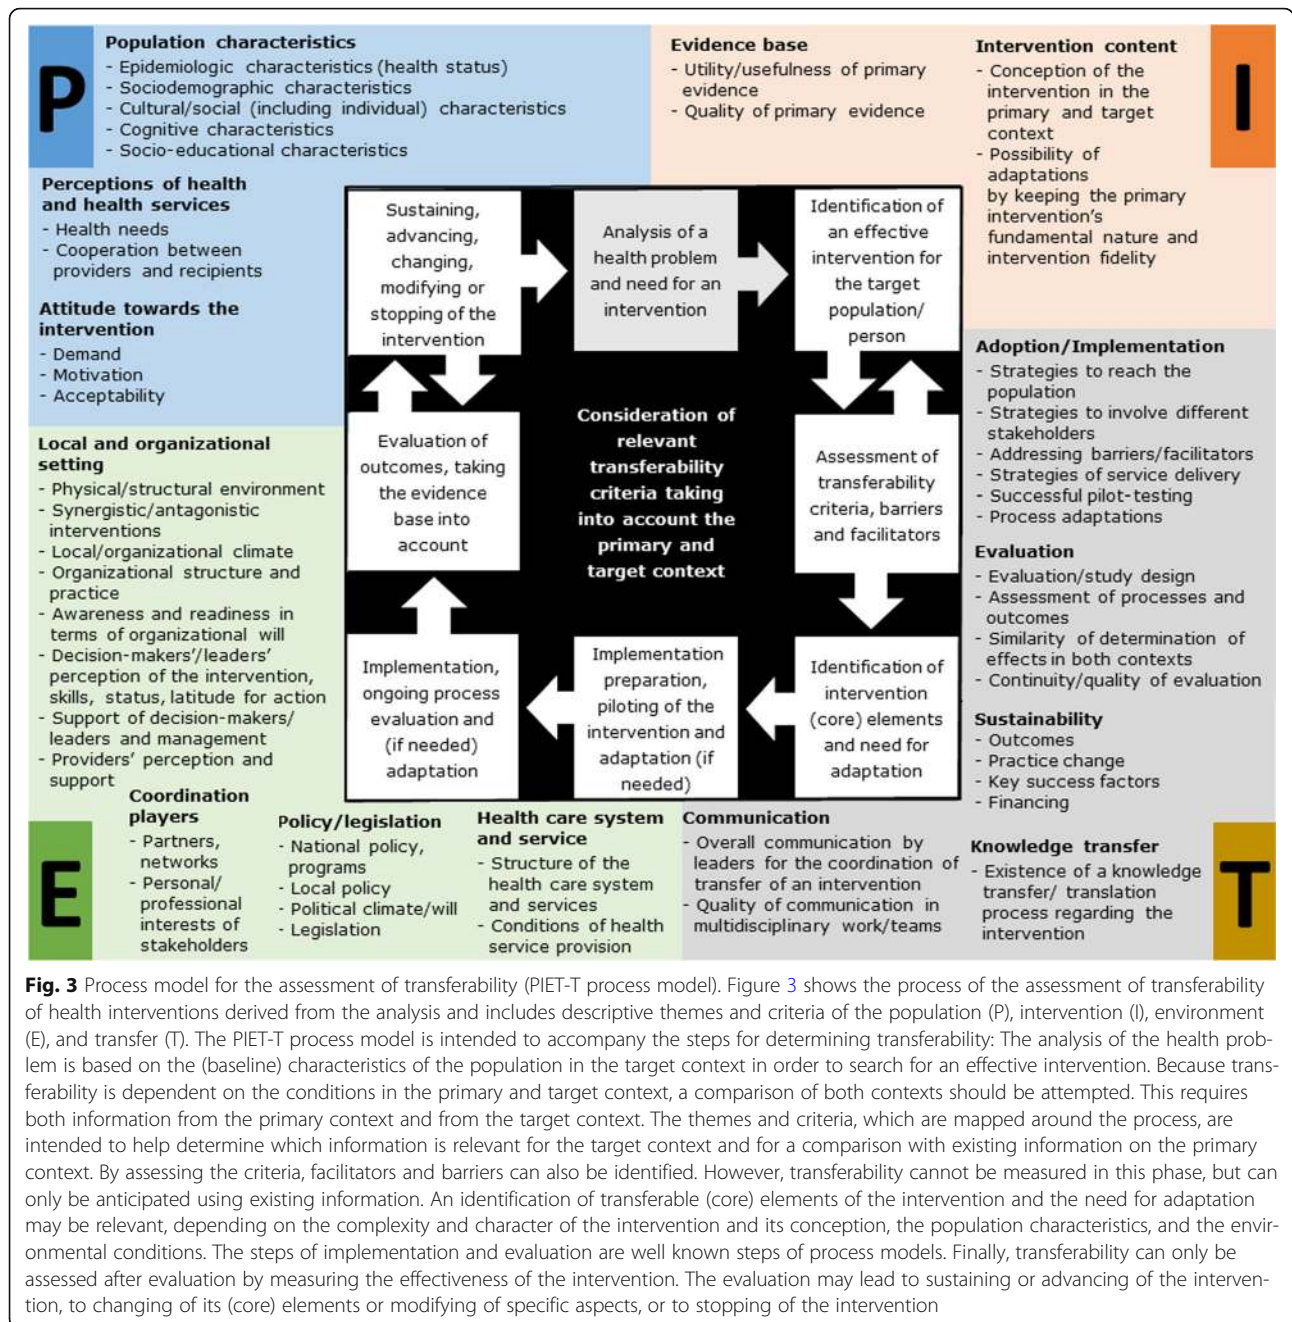 P
Population characteristics
- Epidemiologic characteristics (health status)
- Sociodemographic characteristics
- Cultural/social (including individual) characteristics
- Cognitive characteristics
- Socio-educational characteristics
Perceptions of health
and health services
- Health needs
- Cooperation between
providers and recipients
Attitude towards the
intervention
- Demand
- Motivation
- Acceptability
Evidence base
- Utility/usefulness of primary
evidence
- Quality of primary evidence
Intervention content
- Conception of the
intervention in the
primary and target
context
- Possibility of
adaptations
by keeping the primary
intervention's
fundamental nature and
intervention fidelity
I
Sustaining,
advancing,
changing,
modifying or
stopping of the
intervention
Analysis of a
health problem
and need for an
intervention
Identification of
an effective
intervention for
the target
population/
person
Evaluation of
outcomes, taking
the evidence
base into
account
Consideration of
relevant
transferability
criteria taking
into account the
primary and
target context
Assessment of
transferability
criteria, barriers
and facilitators
Implementation,
ongoing process
evaluation and
(if needed)
adaptation
Implementation
preparation,
piloting of the
intervention and
adaptation (if
needed)
Identification of
intervention
(core) elements
and need for
adaptation
Local and organizational
setting
- Physical/structural environment
- Synergistic/antagonistic
interventions
- Local/organizational climate
- Organizational structure and
practice
- Awareness and readiness in
terms of organizational will
- Decision-makers'/leaders'
perception of the intervention,
skills, status, latitude for action
- Support of decision-makers/
leaders and management
- Providers' perception and
support
Adoption/Implementation
- Strategies to reach the
population
- Strategies to involve different
stakeholders
- Addressing barriers/facilitators
- Strategies of service delivery
- Successful pilot-testing
- Process adaptations
Evaluation
- Evaluation/study design
- Assessment of processes and
outcomes
- Similarity of determination of
effects in both contexts
- Continuity/quality of evaluation
Sustainability
- Outcomes
- Practice change
- Key success factors
- Financing
E
Coordination
players
- Partners,
networks
- Personal/
professional
interests of
stakeholders
Policy/legislation
- National policy,
programs
- Local policy
- Political climate/will
- Legislation
Health care system
and service
- Structure of the
health care system
and services
- Conditions of health
service provision
Communication
- Overall communication by
leaders for the coordination of
transfer of an intervention
- Quality of communication in
multidisciplinary work/teams
Knowledge transfer
- Existence of a knowledge
transfer/ translation
process regarding the
intervention
T
Fig. 3 Process model for the assessment of transferability (PIET-T process model). Figure 3 shows the process of the assessment of transferability
of health interventions derived from the analysis and includes descriptive themes and criteria of the population (P), intervention (I), environment
(E), and transfer (T). The PIET-T process model is intended to accompany the steps for determining transferability: The analysis of the health prob-
lem is based on the (baseline) characteristics of the population in the target context in order to search for an effective intervention. Because trans-
ferability is dependent on the conditions in the primary and target context, a comparison of both contexts should be attempted. This requires
both information from the primary context and from the target context. The themes and criteria, which are mapped around the process, are
intended to help determine which information is relevant for the target context and for a comparison with existing information on the primary
context. By assessing the criteria, facilitators and barriers can also be identified. However, transferability cannot be measured in this phase, but can
only be anticipated using existing information. An identification of transferable (core) elements of the intervention and the need for adaptation
may be relevant, depending on the complexity and character of the intervention and its conception, the population characteristics, and the envir-
onmental conditions. The steps of implementation and evaluation are well known steps of process models. Finally, transferability can only be
assessed after evaluation by measuring the effectiveness of the intervention. The evaluation may lead to sustaining or advancing of the interven-
tion, to changing of its (core) elements or modifying of specific aspects, or to stopping of the intervention